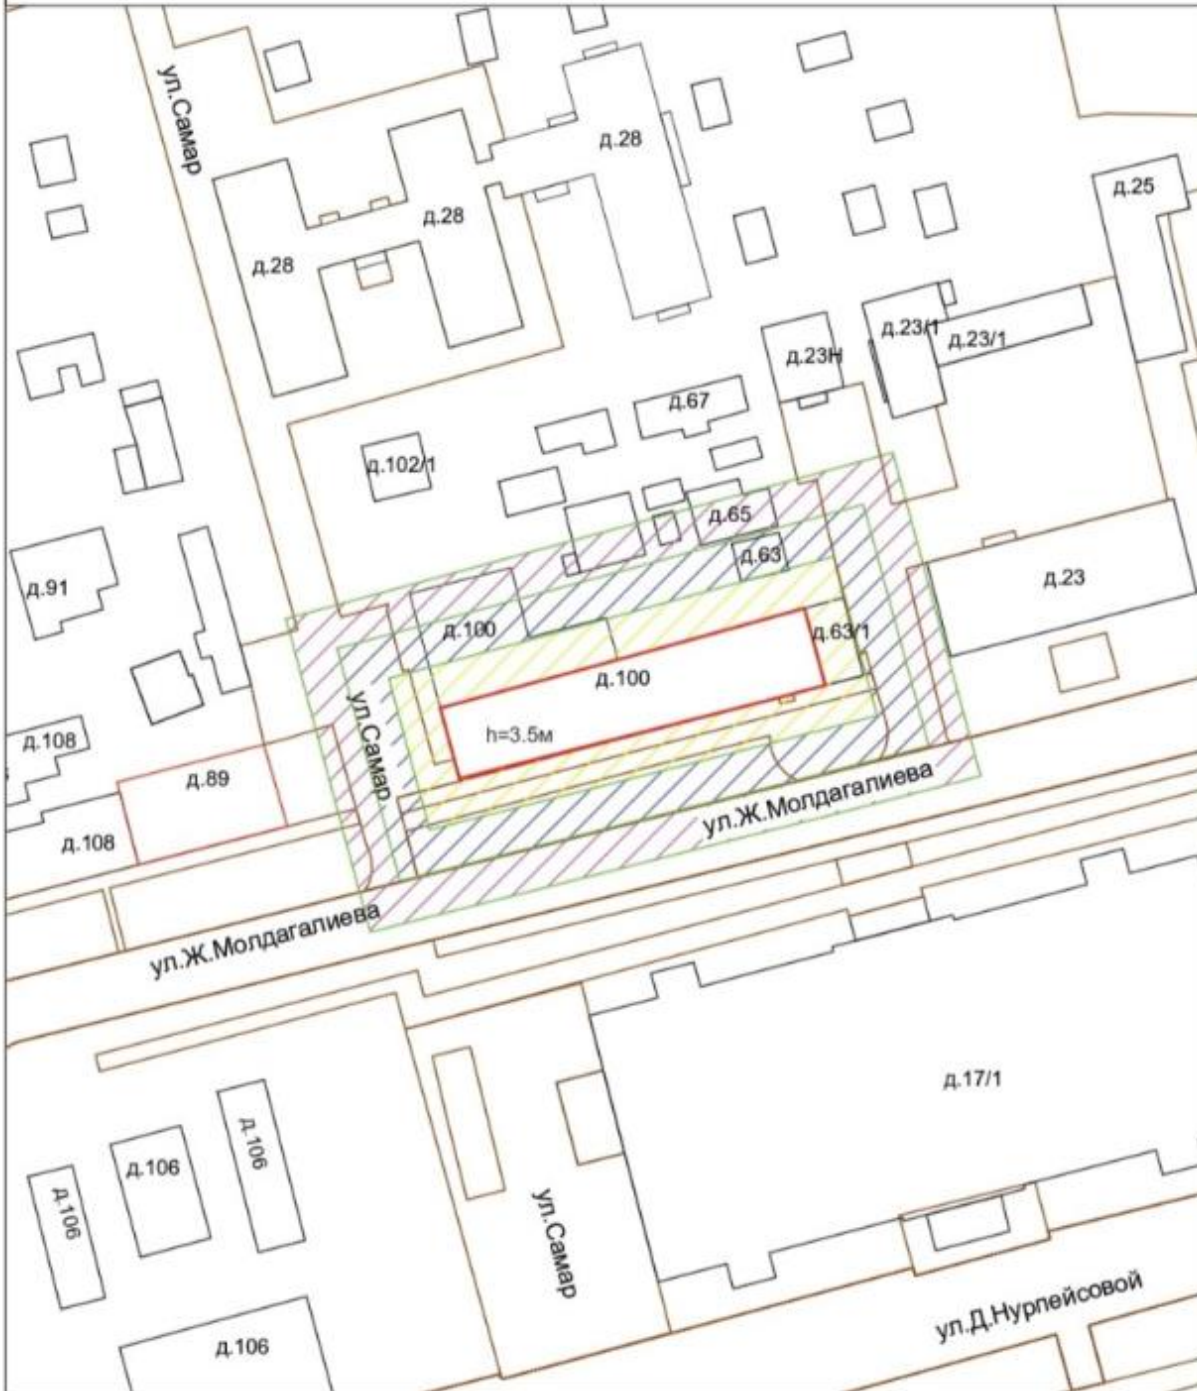 ул.Самар
д.28
д.25
д.28
д.28
д.23/1
д.23Н
д.23/1
д.67
д.102/1
д.65
д.63
д.23
д.91
д.100
д.63/1
д.100
ул.Самар
h=3.5м
д.108
д.89
ул.Ж.Молдагалиева
д.108
ул.Ж.Молдагалиева
д.17/1
д.106
д.106
д.106
ул.Самар
ул.Д.Нурпейсовой
д.106